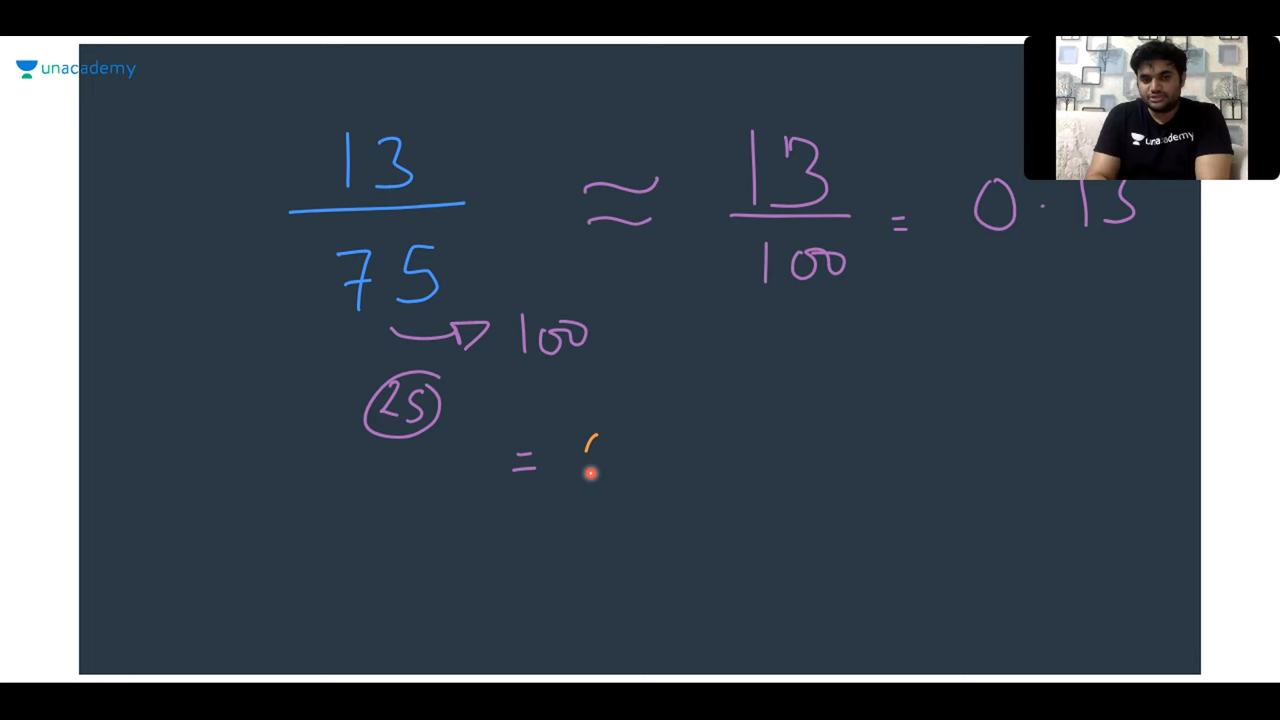 unacademy
unacademy
13/75 ≈ 13/100 = 0.13
→ 100
25
=